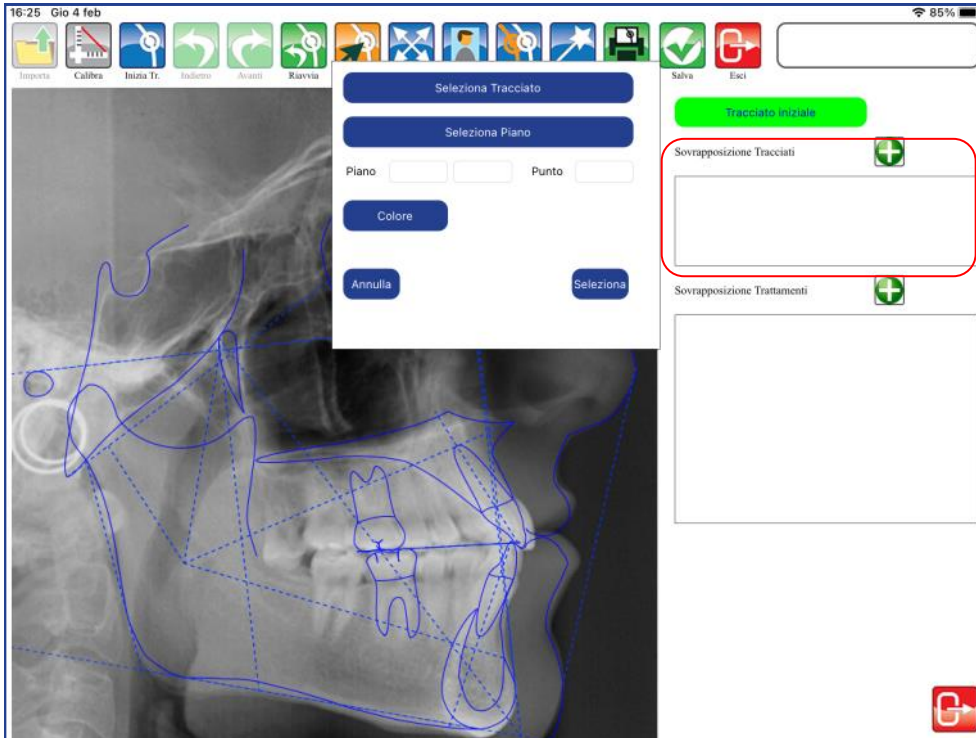 16:25 Gio 4 feb
85%
Importa Calibra Inizia Tr. Indietro Avanti Riavvia Salva Esci
Seleziona Tracciato
Seleziona Piano
Piano Punto
Colore
Annulla Seleziona
Tracciato iniziale
Sovrapposizione Tracciati
Sovrapposizione Trattamenti